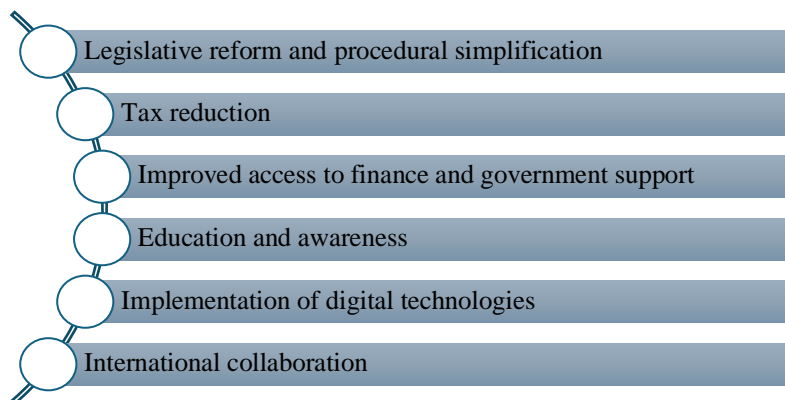 Legislative reform and procedural simplification
Tax reduction
Improved access to finance and government support
Education and awareness
Implementation of digital technologies
International collaboration